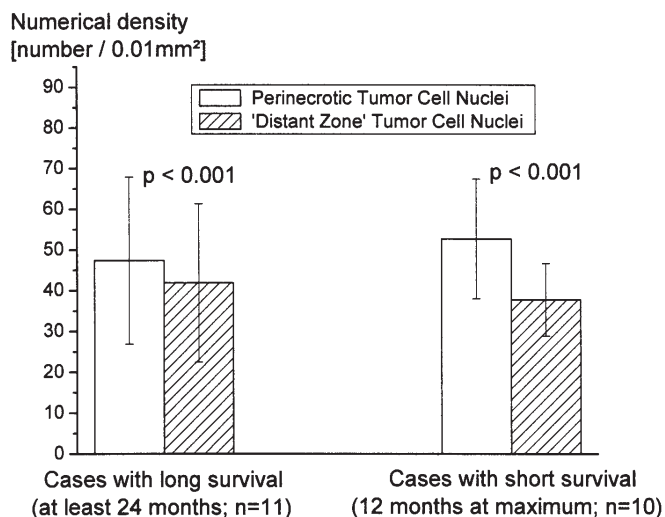 Numerical density
[number / 0.01mm²]
90
80
70
60
50
40
30
20
10
0
Perinecrotic Tumor Cell Nuclei
'Distant Zone' Tumor Cell Nuclei
p < 0.001
p < 0.001
Cases with long survival
(at least 24 months; n=11)
Cases with short survival
(12 months at maximum; n=10)